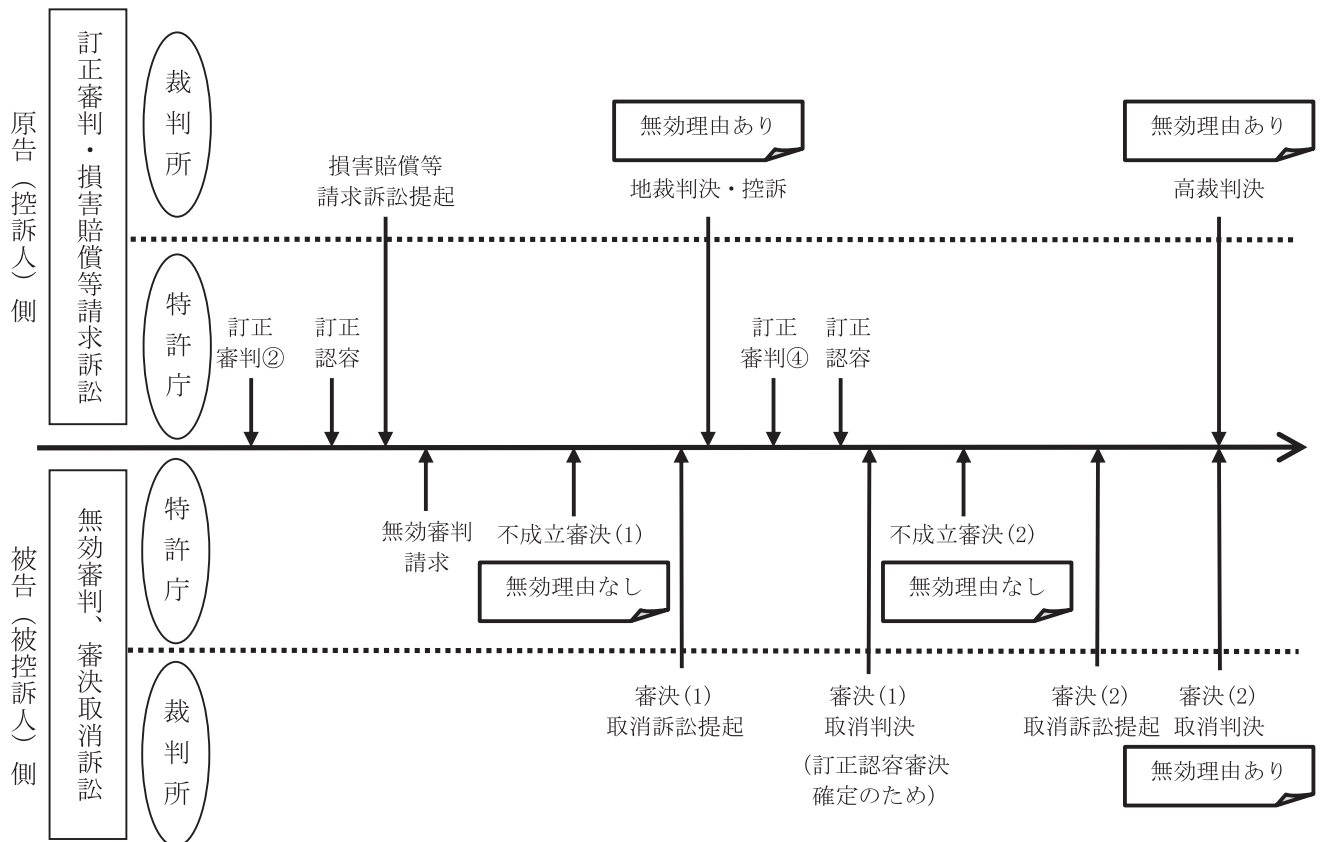 原告（控訴人）側
訂正審判・損害賠償等請求訴訟
裁判所
無効理由あり
無効理由あり
損害賠償等
請求訴訟提起
地裁判決・控訴
高裁判決
特許庁
訂正
審判②
訂正
認容
訂正
審判④
訂正
認容
被告（被控訴人）側
無効審判、審決取消訴訟
特許庁
無効審判
請求
不成立審決(1)
無効理由なし
不成立審決(2)
無効理由なし
裁判所
審決(1)
取消訴訟提起
審決(1)
取消判決
(訂正認容審決
確定のため)
審決(2)
取消訴訟提起
審決(2)
取消判決
無効理由あり